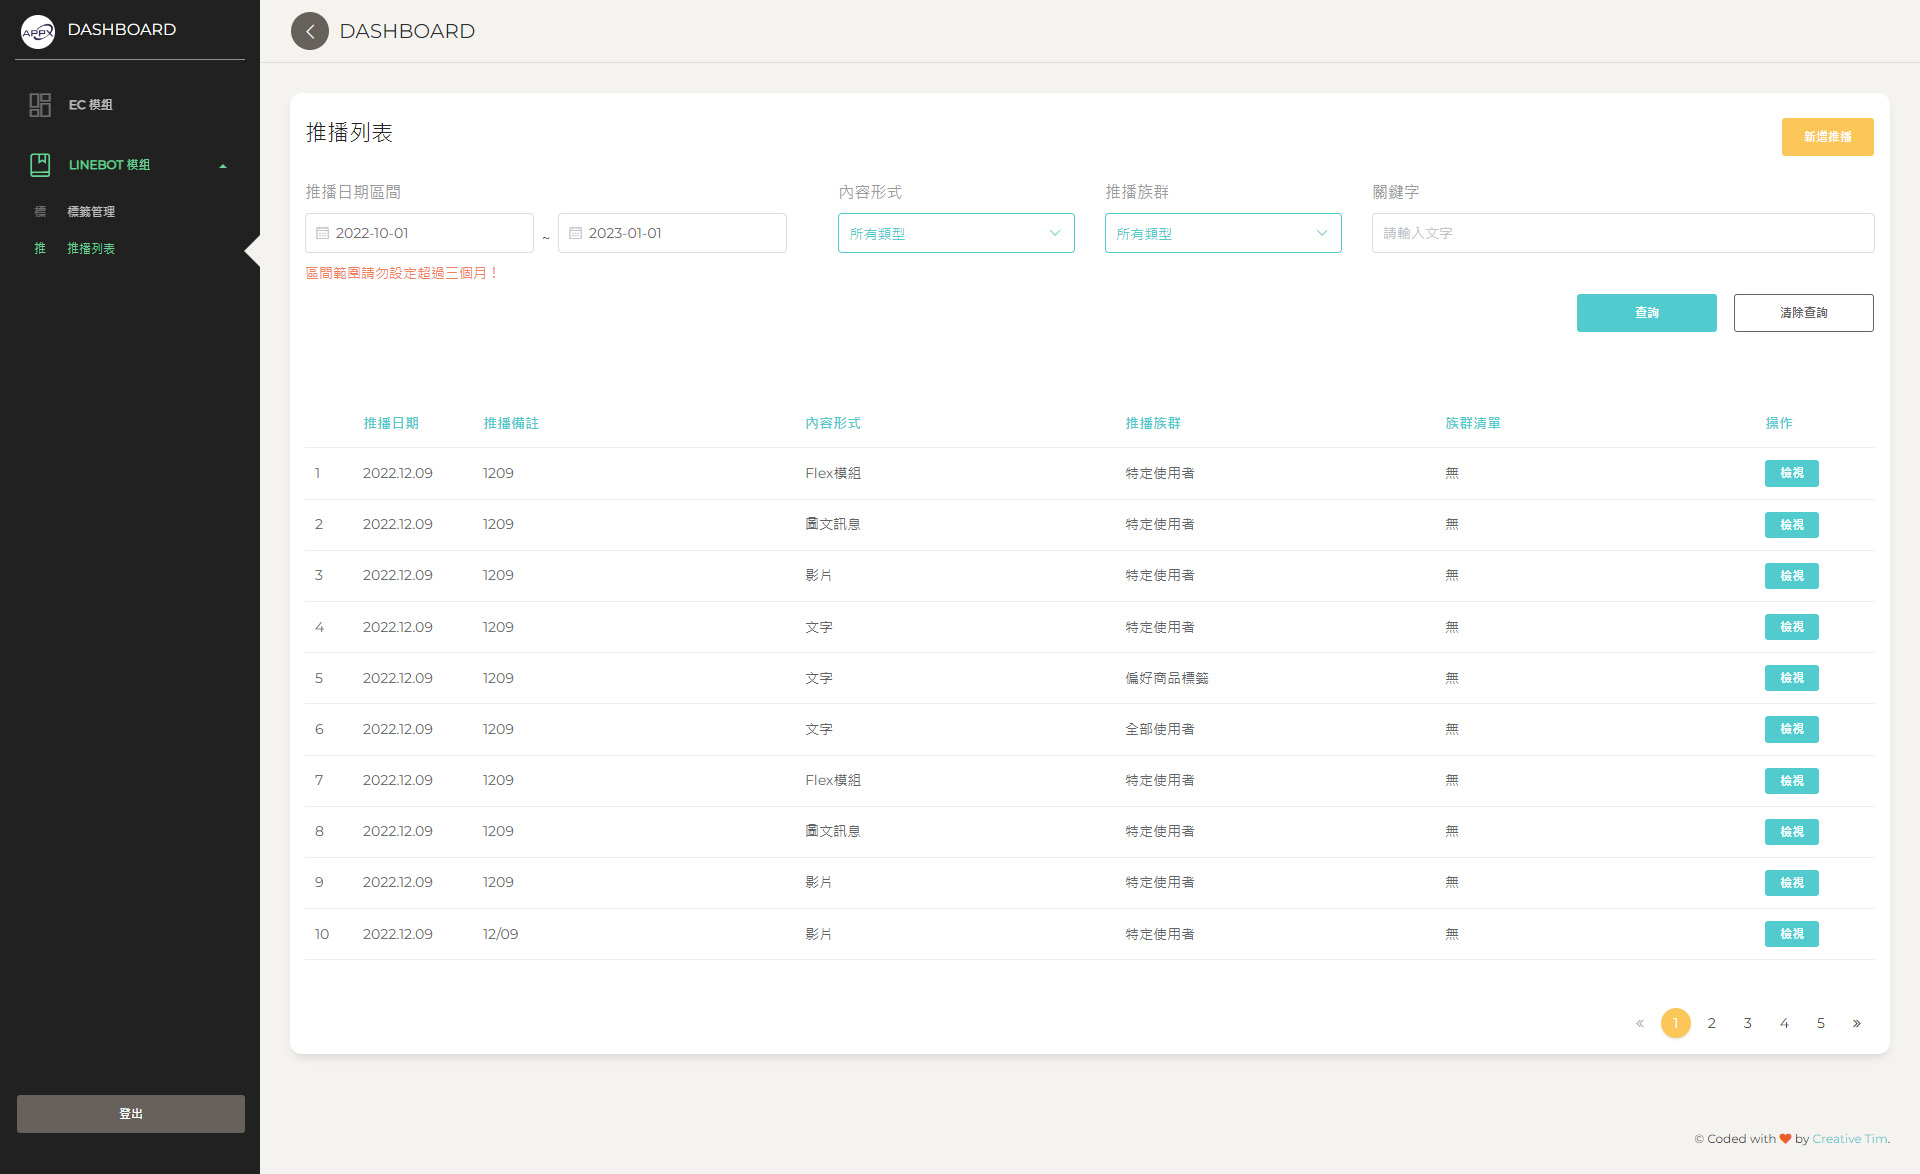 APPX DASHBOARD
EC 模組
LINEBOT 模組
標 標籤管理
推 推播列表
登出
DASHBOARD
推播列表
新增推播
推播日期區間 內容形式 推播族群 關鍵字
2022-10-01 ~ 2023-01-01 所有類型 所有類型 請輸入文字
區間範圍請勿設定超過三個月！
查詢 清除查詢
推播日期 推播備註 內容形式 推播族群 族群清單 操作
1 2022.12.09 1209 Flex模組 特定使用者 無 檢視
2 2022.12.09 1209 圖文訊息 特定使用者 無 檢視
3 2022.12.09 1209 影片 特定使用者 無 檢視
4 2022.12.09 1209 文字 特定使用者 無 檢視
5 2022.12.09 1209 文字 偏好商品標籤 無 檢視
6 2022.12.09 1209 文字 全部使用者 無 檢視
7 2022.12.09 1209 Flex模組 特定使用者 無 檢視
8 2022.12.09 1209 圖文訊息 特定使用者 無 檢視
9 2022.12.09 1209 影片 特定使用者 無 檢視
10 2022.12.09 12/09 影片 特定使用者 無 檢視
« 1 2 3 4 5 »
© Coded with ❤ by Creative Tim.